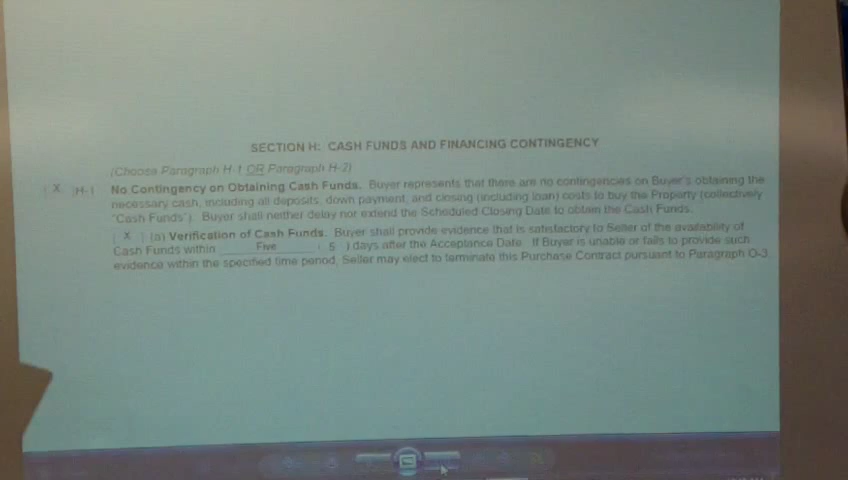 SECTION H: CASH FUNDS AND FINANCING CONTINGENCY
(Choose Paragraph H-1 OR Paragraph H-2)
[ X ]H-1 No Contingency on Obtaining Cash Funds. Buyer represents that there are no contingencies on Buyer's obtaining the
necessary cash, including all deposits, down payment, and closing (including loan) costs to buy the Property (collectively
"Cash Funds"). Buyer shall neither delay nor extend the Scheduled Closing Date to obtain the Cash Funds.
[ X ] (a) Verification of Cash Funds. Buyer shall provide evidence that is satisfactory to Seller of the availability of
Cash Funds within Five ( 5 ) days after the Acceptance Date. If Buyer is unable or fails to provide such
evidence within the specified time period, Seller may elect to terminate this Purchase Contract pursuant to Paragraph O-3.